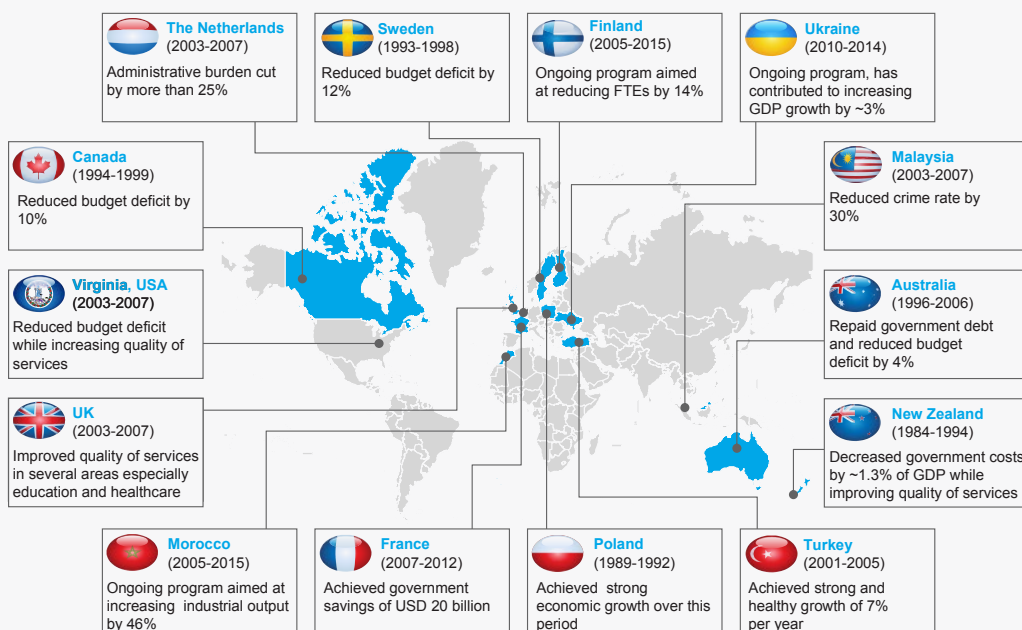 The Netherlands
(2003-2007)
Administrative burden cut
by more than 25%
Sweden
(1993-1998)
Reduced budget deficit by
12%
Finland
(2005-2015)
Ongoing program aimed
at reducing FTEs by 14%
Ukraine
(2010-2014)
Ongoing program, has
contributed to increasing
GDP growth by ~3%
Canada
(1994-1999)
Reduced budget deficit by
10%
Malaysia
(2003-2007)
Reduced crime rate by
30%
Virginia, USA
(2003-2007)
Reduced budget deficit
while increasing quality of
services
Australia
(1996-2006)
Repaid government debt
and reduced budget
deficit by 4%
UK
(2003-2007)
Improved quality of services
in several areas especially
education and healthcare
New Zealand
(1984-1994)
Decreased government costs
by ~1.3% of GDP while
improving quality of services
Morocco
(2005-2015)
Ongoing program aimed at
increasing industrial output
by 46%
France
(2007-2012)
Achieved government
savings of USD 20 billion
Poland
(1989-1992)
Achieved strong
economic growth over this
period
Turkey
(2001-2005)
Achieved strong and
healthy growth of 7%
per year